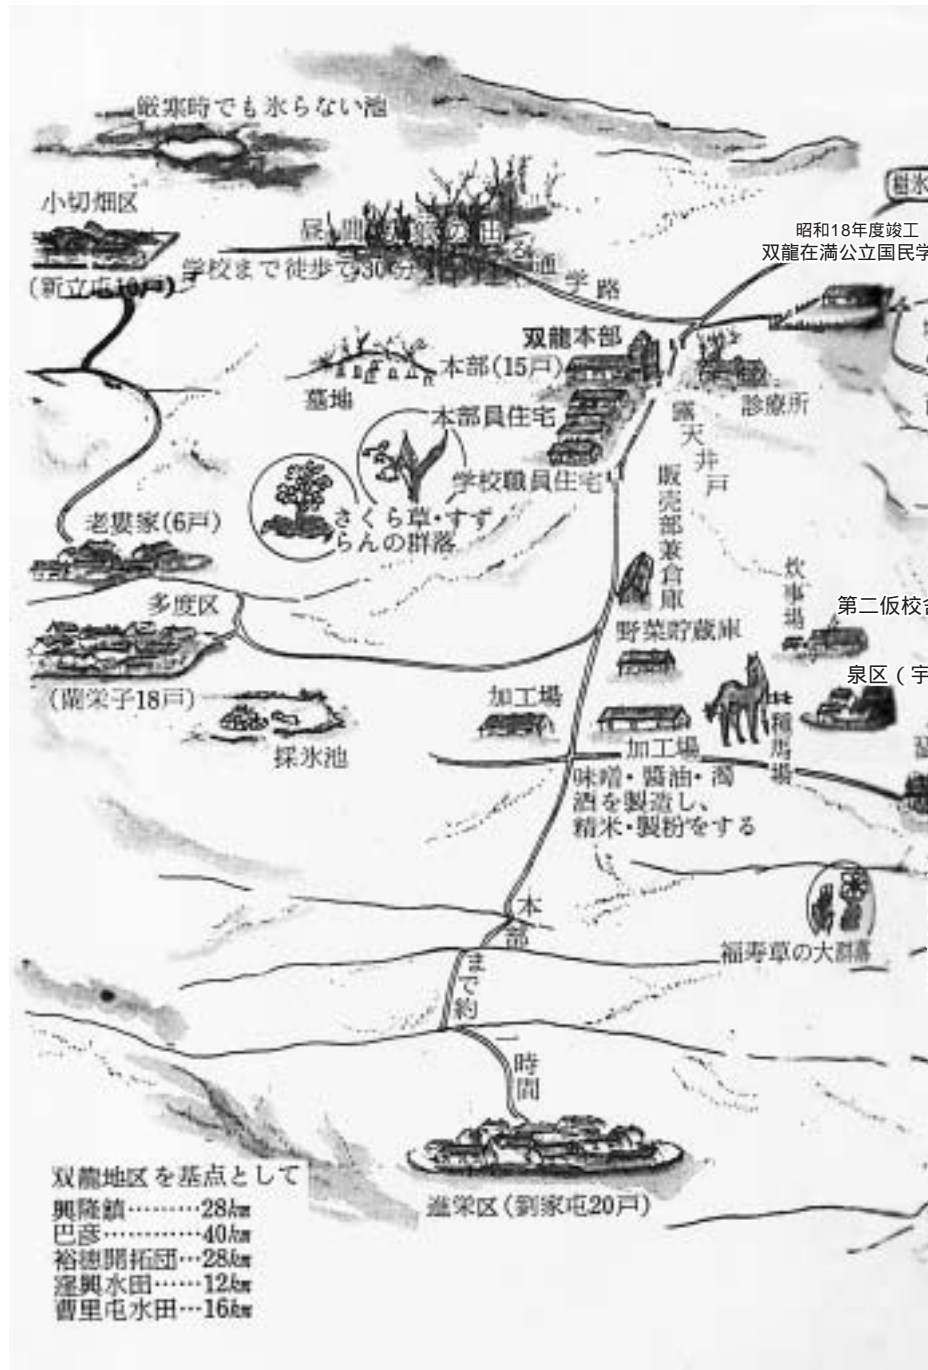 厳寒時でも氷らない池
小切畑区
(新立屯10戸)
昼間も狼の出る通学路
学校まで徒歩で30分
昭和18年度竣工
双龍在満公立国民学
双龍本部
本部(15戸)
本部員住宅
学校職員住宅
墓地
診療所
露天井戸
販売部兼倉庫
さくら草・すず
らんの群落
老婁家(6戸)
多度区
(蘭栄子18戸)
炊事場
第二仮校舎
野菜貯蔵庫
泉区(宇
加工場
採氷池
種馬場
加工場
味噌・醬油・濁
酒を製造し、
精米・製粉をする
福寿草の大群落
本部まで約一時間
進栄区(劉家屯20戸)
双龍地区を基点として
興隆鎮………28㎞
巴彦…………40㎞
裕徳開拓団…28㎞
窪興水田……12㎞
曹里屯水田…16㎞